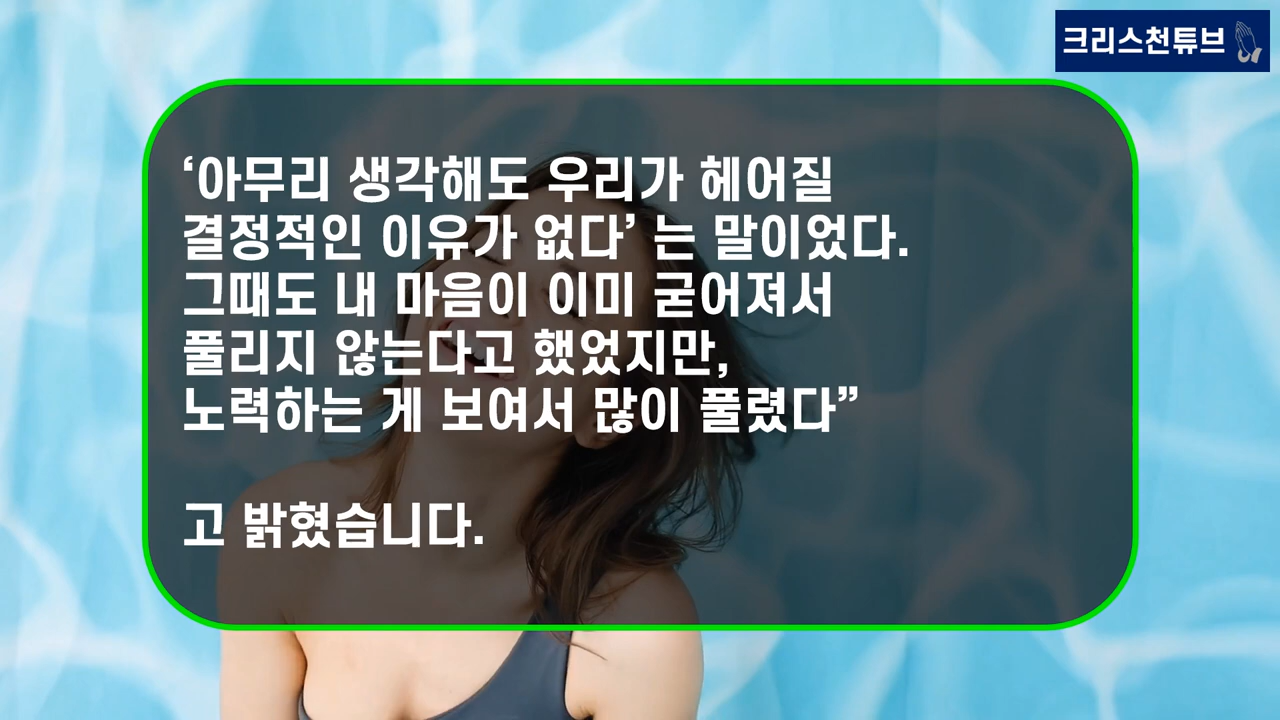 크리스천튜브
‘아무리 생각해도 우리가 헤어질
결정적인 이유가 없다’ 는 말이었다.
그때도 내 마음이 이미 굳어져서
풀리지 않는다고 했었지만,
노력하는 게 보여서 많이 풀렸다”
고 밝혔습니다.